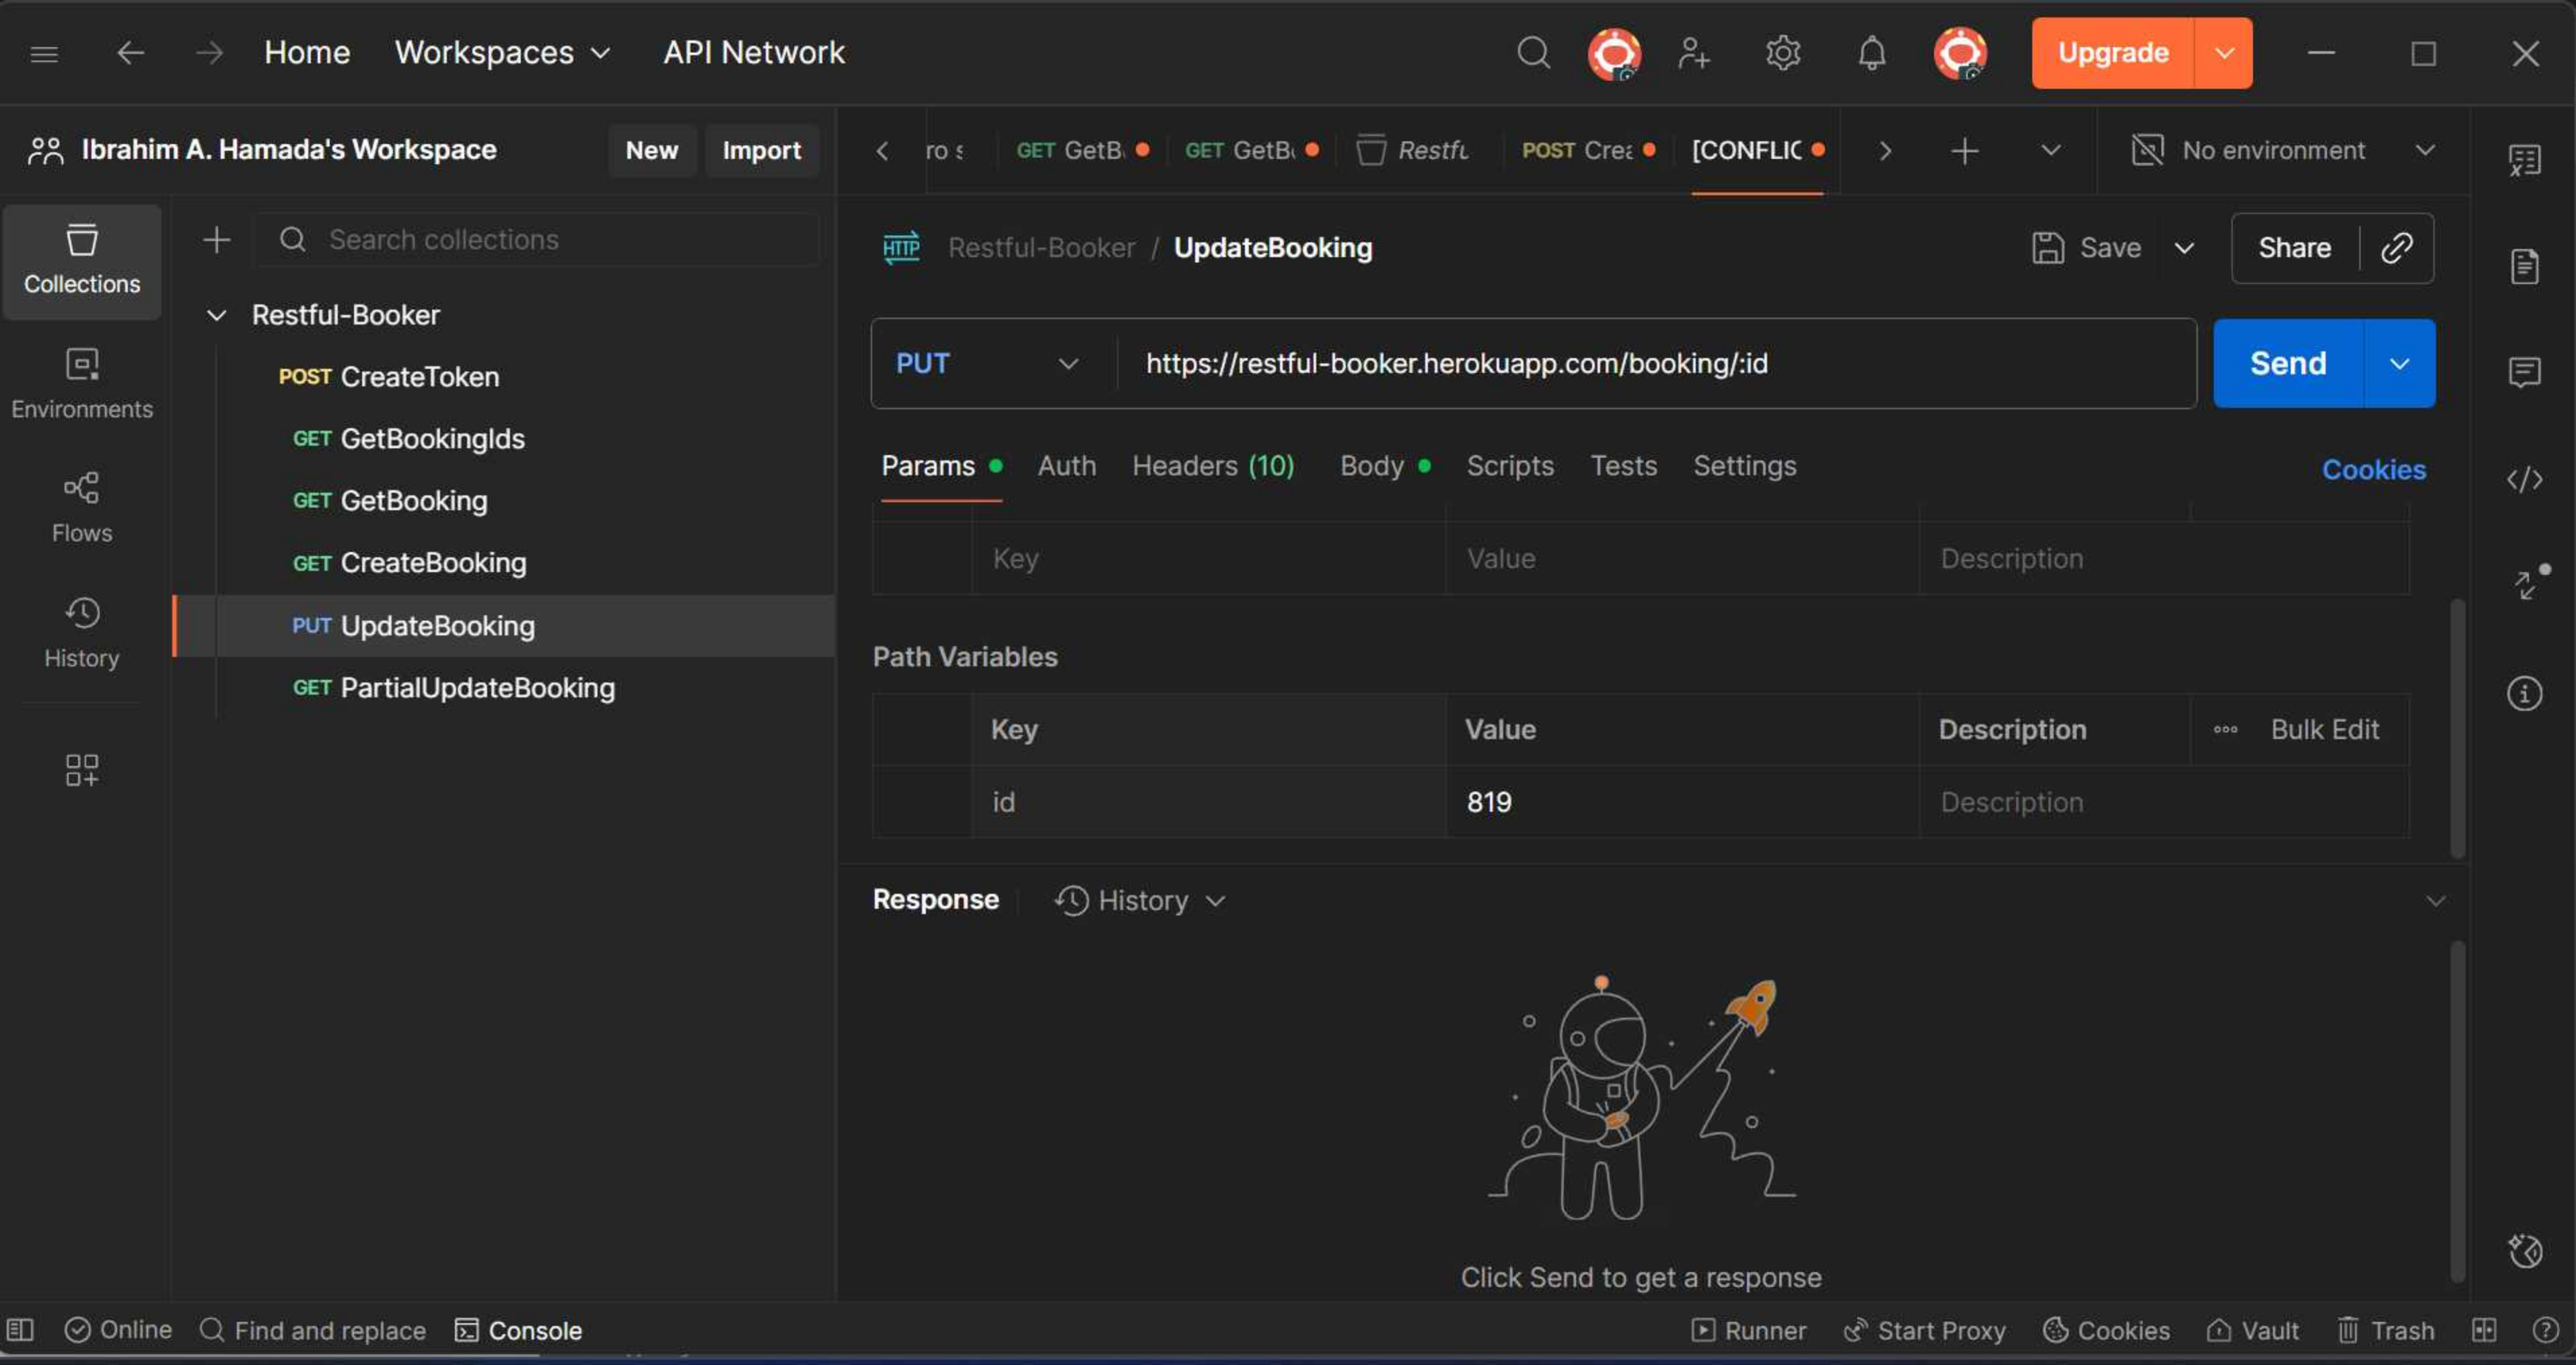 Home Workspaces API Network Upgrade
Ibrahim A. Hamada's Workspace New Import
ro s GET GetB GET GetB Restfu POST Crea [CONFLIC No environment
Collections
Environments
Flows
History
Search collections
Restful-Booker
POST CreateToken
GET GetBookingIds
GET GetBooking
GET CreateBooking
PUT UpdateBooking
GET PartialUpdateBooking
HTTP Restful-Booker / UpdateBooking Save Share
PUT https://restful-booker.herokuapp.com/booking/:id Send
Params Auth Headers (10) Body Scripts Tests Settings Cookies
Key Value Description
Path Variables
Key Value Description Bulk Edit
id 819 Description
Response History
Click Send to get a response
Online Find and replace Console Runner Start Proxy Cookies Vault Trash